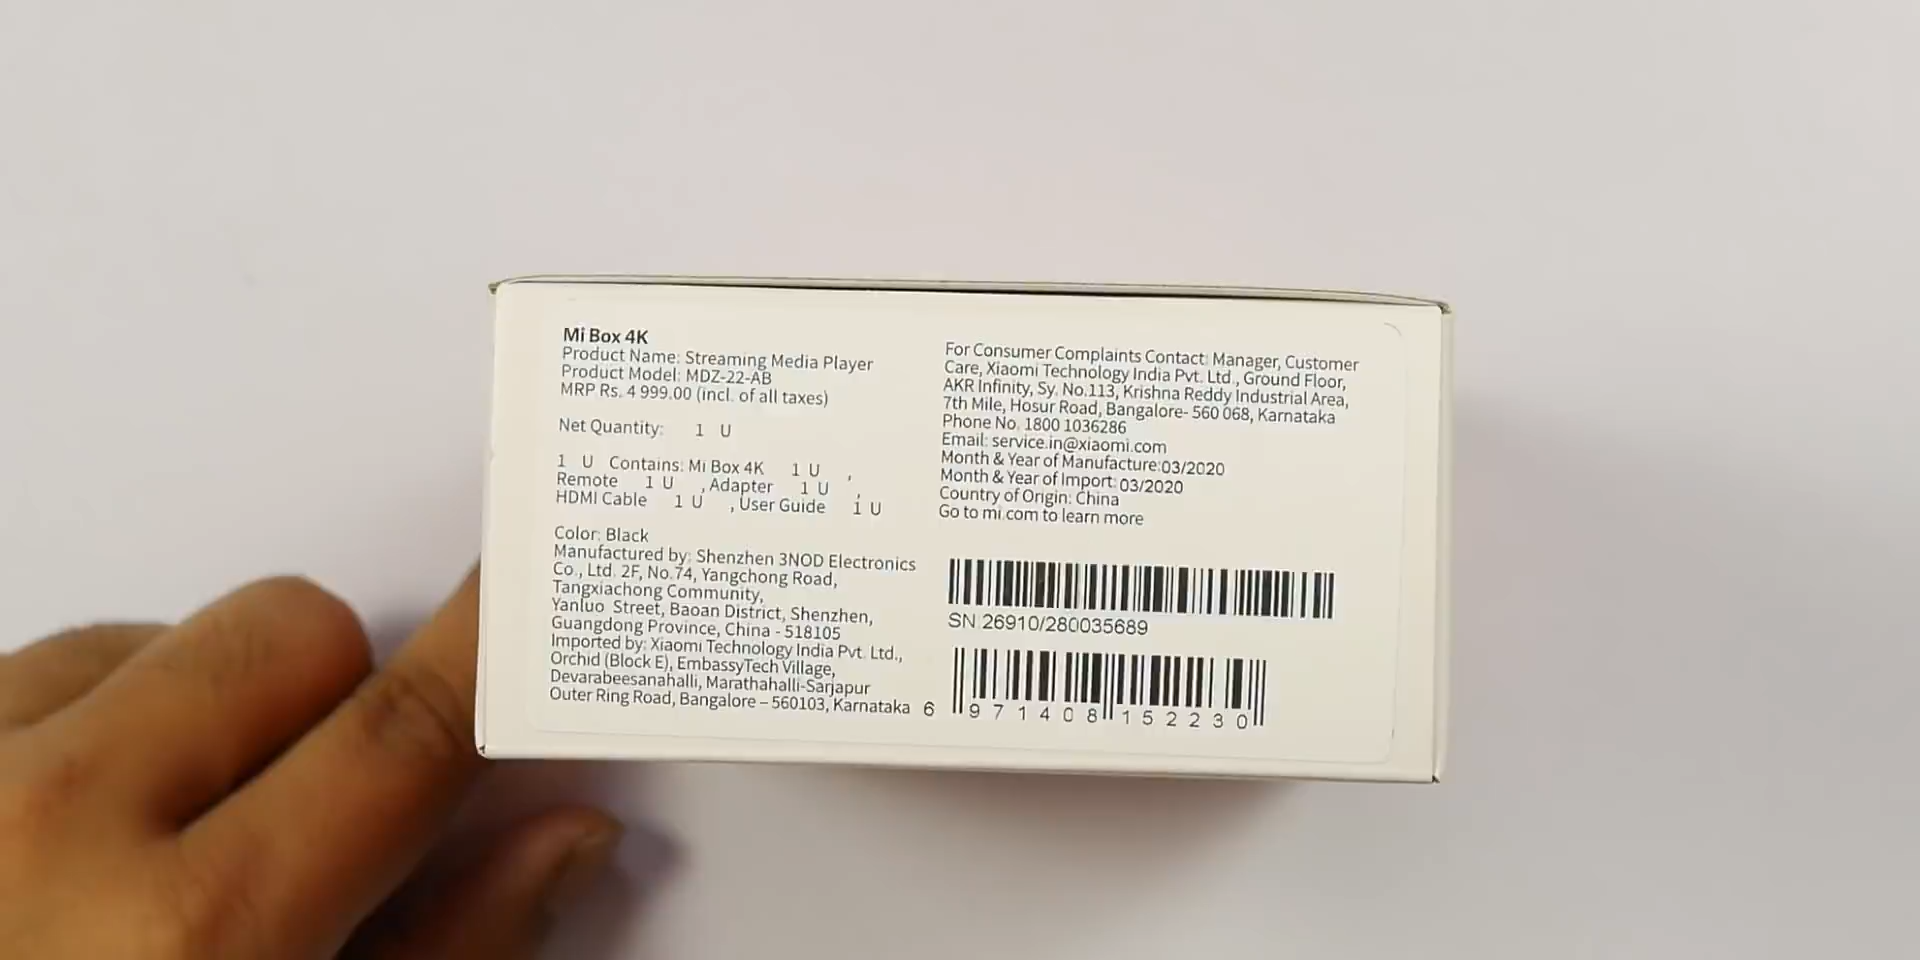 Mi Box 4K
Product Name: Streaming Media Player
Product Model: MDZ-22-AB
MRP Rs. 4 999.00 (incl. of all taxes)
Net Quantity: 1 U
1 U Contains: Mi Box 4K 1 U ,
Remote 1 U , Adapter 1 U ,
HDMI Cable 1 U , User Guide 1 U
Color: Black
Manufactured by: Shenzhen 3NOD Electronics
Co., Ltd. 2F, No.74, Yangchong Road,
Tangxiachong Community,
Yanluo Street, Baoan District, Shenzhen,
Guangdong Province, China - 518105
Imported by: Xiaomi Technology India Pvt. Ltd.,
Orchid (Block E), EmbassyTech Village,
Devarabeesanahalli, Marathahalli-Sarjapur
Outer Ring Road, Bangalore – 560103, Karnataka
For Consumer Complaints Contact: Manager, Customer
Care, Xiaomi Technology India Pvt. Ltd., Ground Floor,
AKR Infinity, Sy. No.113, Krishna Reddy Industrial Area,
7th Mile, Hosur Road, Bangalore- 560 068, Karnataka
Phone No. 1800 1036286
Email: service.in@xiaomi.com
Month & Year of Manufacture:03/2020
Month & Year of Import: 03/2020
Country of Origin: China
Go to mi.com to learn more
SN 26910/280035689
6 971408 152230